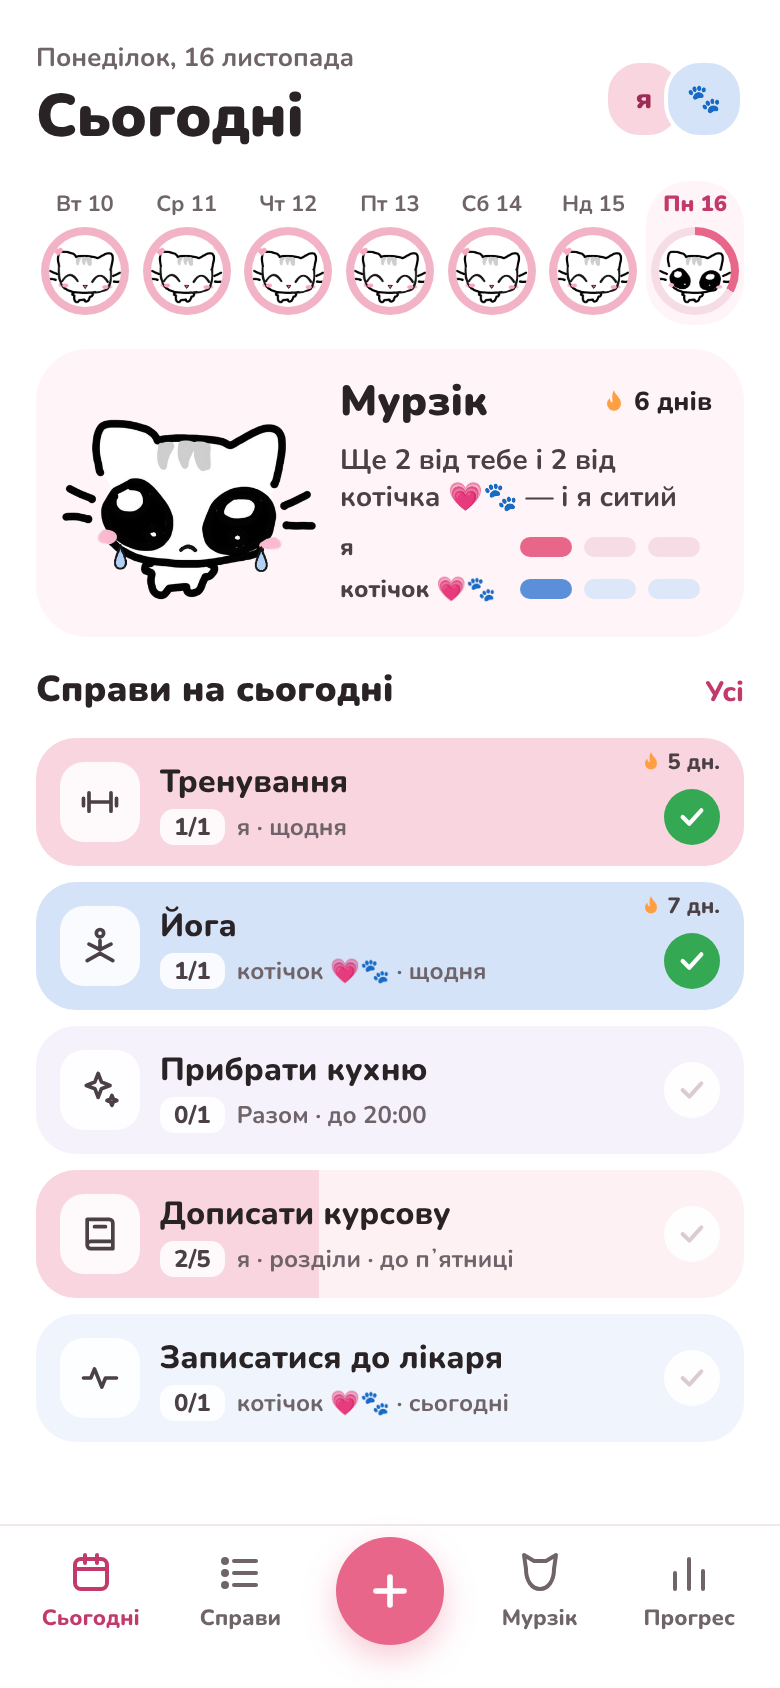 Понеділок, 16 листопада
Сьогодні
я 🐾
Вт 10 Ср 11 Чт 12 Пт 13 Сб 14 Нд 15 Пн 16
Мурзік
6 днів
Ще 2 від тебе і 2 від
котічка 💗🐾 — і я ситий
я
котічок 💗🐾
Справи на сьогодні
Усі
5 дн.
Тренування
1/1 я · щодня
7 дн.
Йога
1/1 котічок 💗🐾 · щодня
Прибрати кухню
0/1 Разом · до 20:00
Дописати курсову
2/5 я · розділи · до пʼятниці
Записатися до лікаря
0/1 котічок 💗🐾 · сьогодні
Сьогодні Справи + Мурзік Прогрес